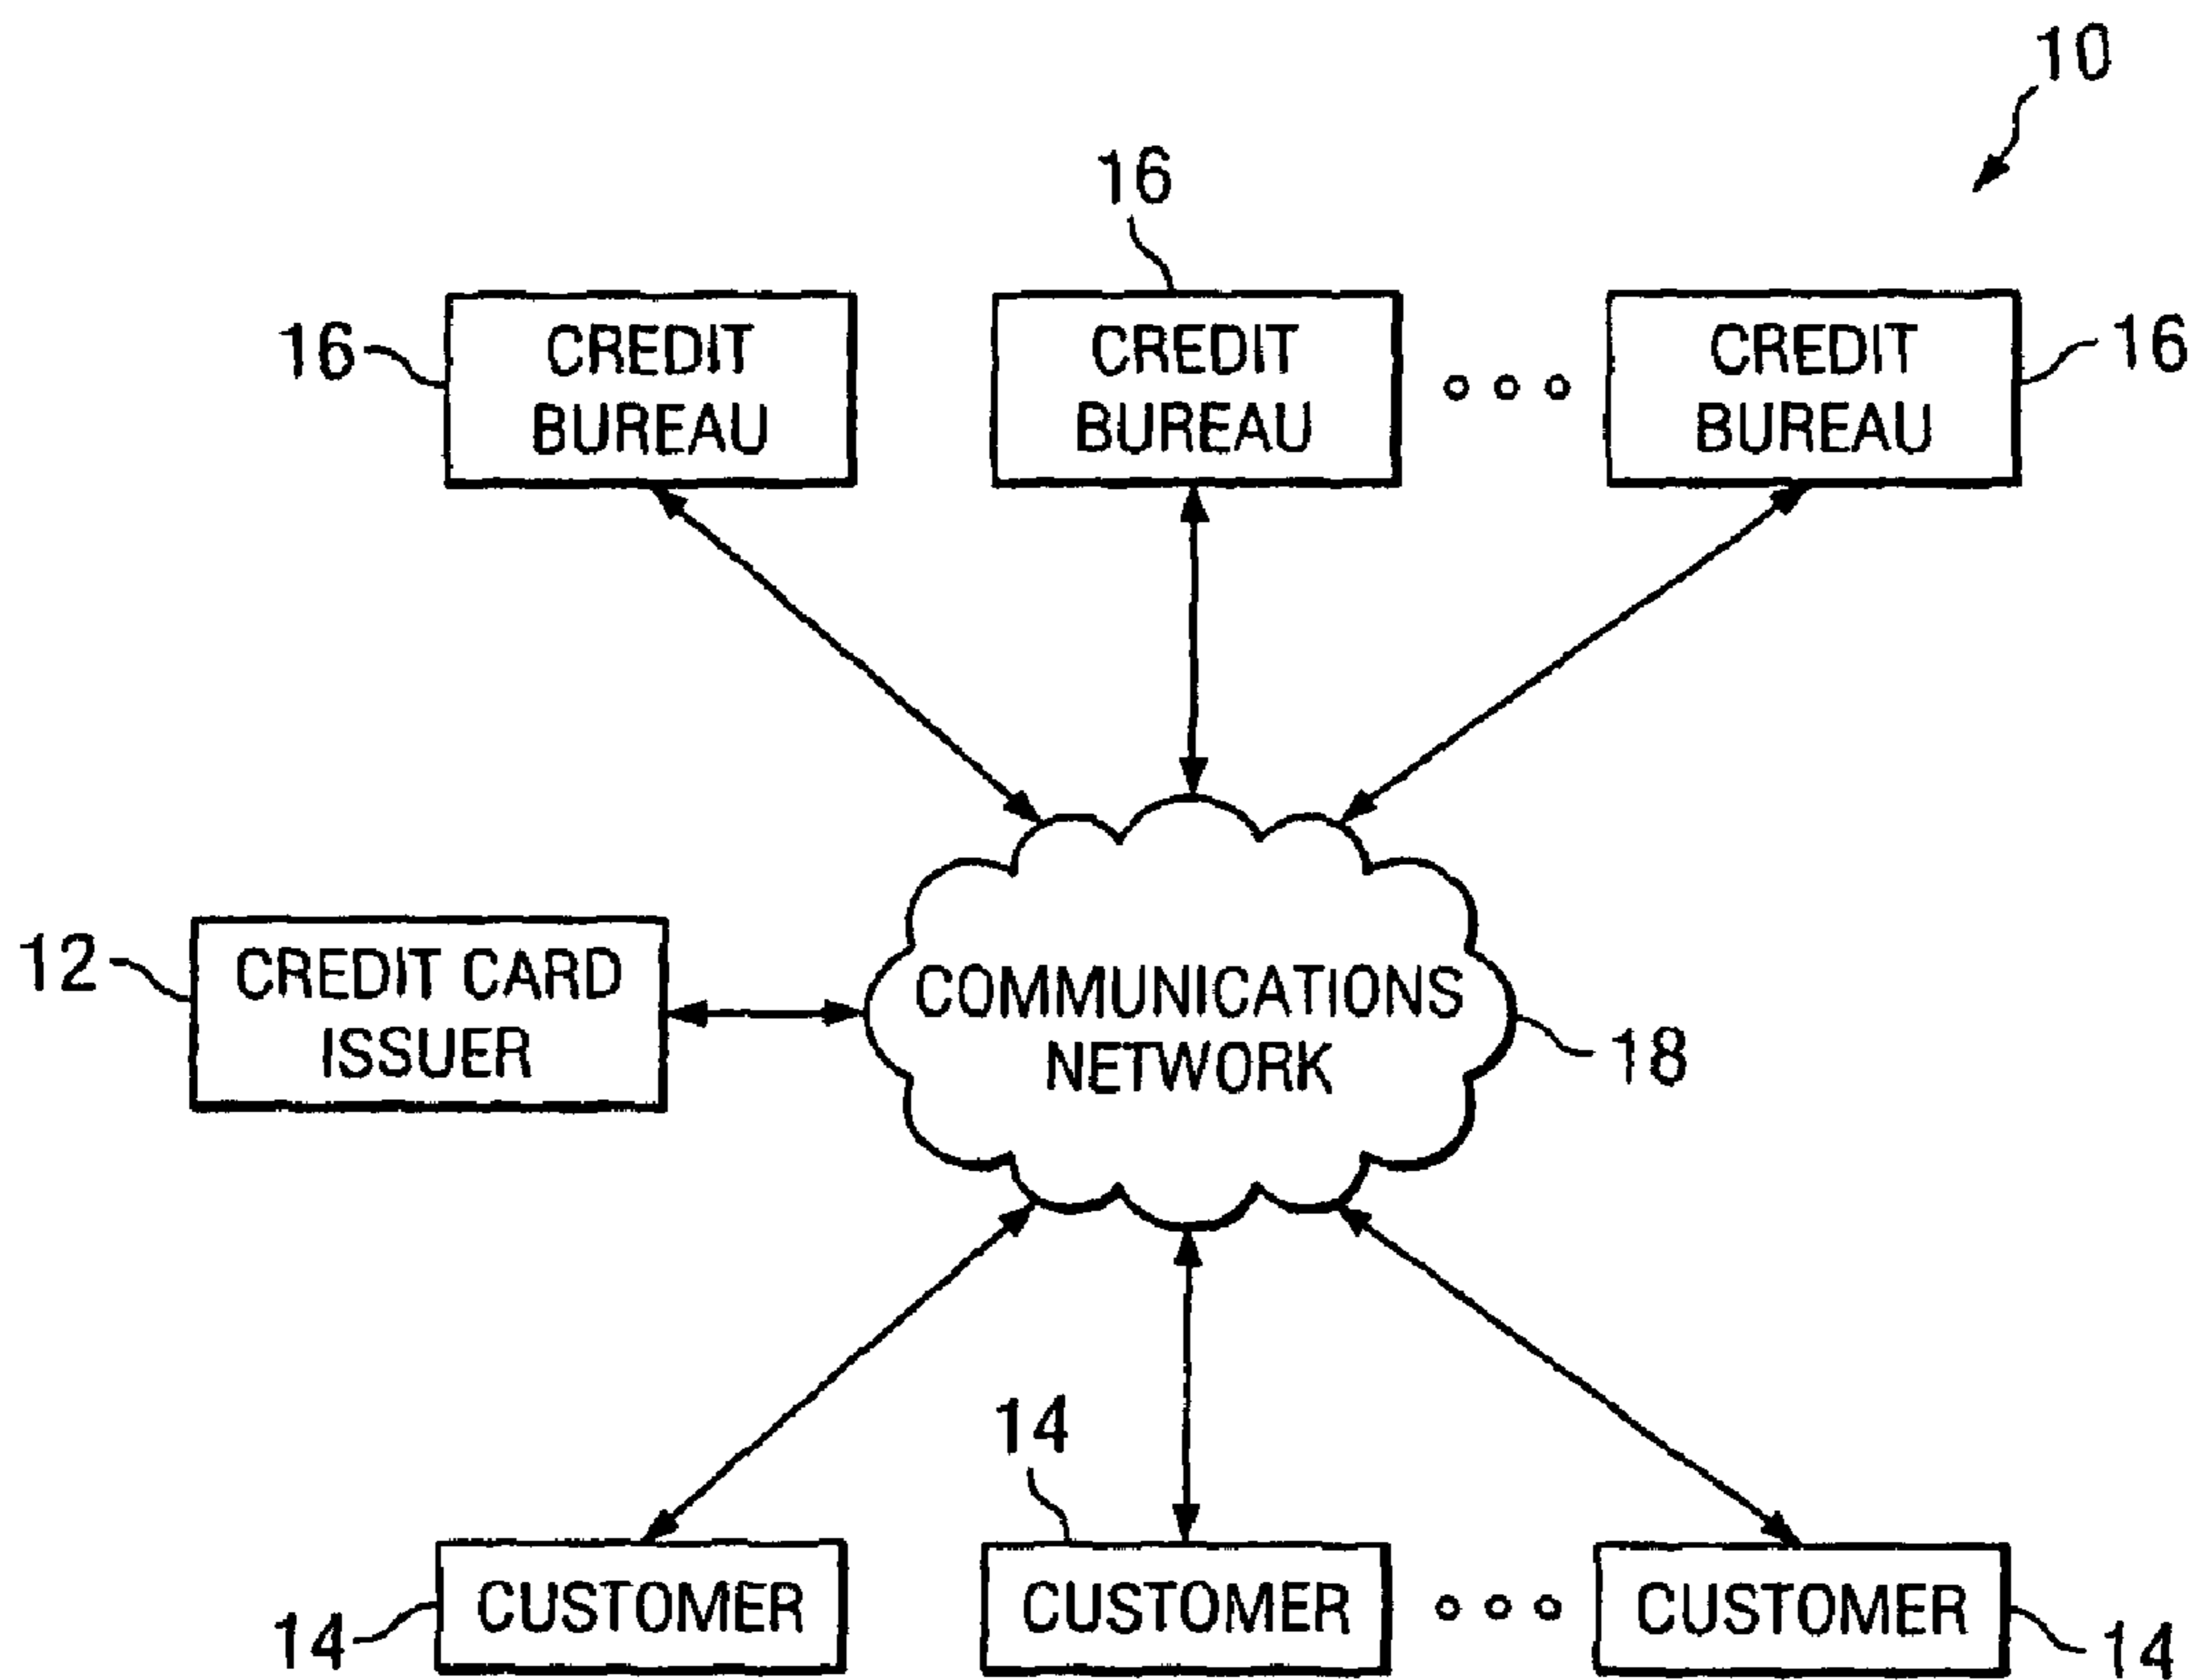 10
16
16
CREDIT
BUREAU
CREDIT
BUREAU
CREDIT
BUREAU
16
12
CREDIT CARD
ISSUER
COMMUNICATIONS
NETWORK
18
14
14
CUSTOMER
CUSTOMER
CUSTOMER
14